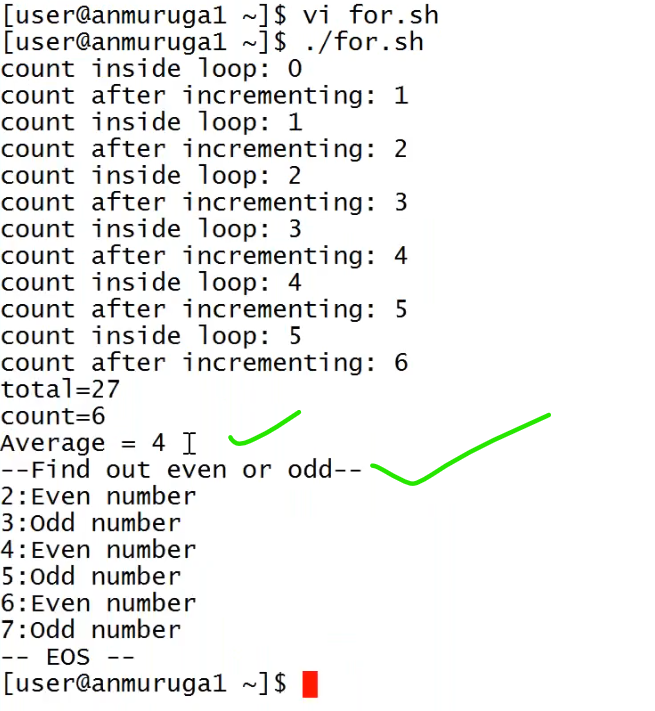 [user@anmuruga1 ~]$ vi for.sh
[user@anmuruga1 ~]$ ./for.sh
count inside loop: 0
count after incrementing: 1
count inside loop: 1
count after incrementing: 2
count inside loop: 2
count after incrementing: 3
count inside loop: 3
count after incrementing: 4
count inside loop: 4
count after incrementing: 5
count inside loop: 5
count after incrementing: 6
total=27
count=6
Average = 4
--Find out even or odd--
2:Even number
3:Odd number
4:Even number
5:Odd number
6:Even number
7:Odd number
-- EOS --
[user@anmuruga1 ~]$